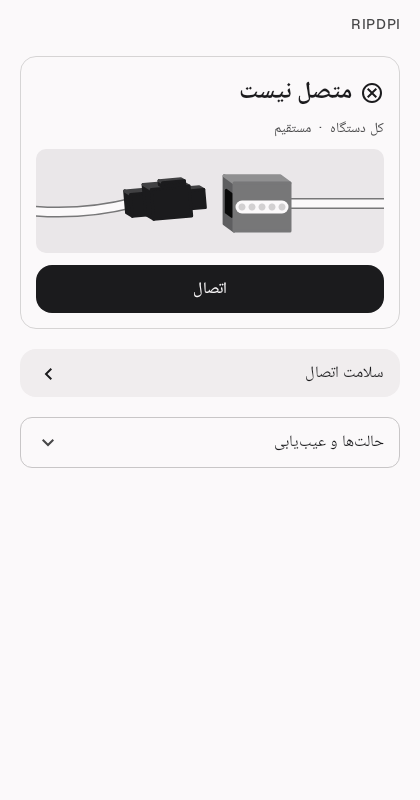 RIPDPI
متصل نیست
کل دستگاه · مستقیم
اتصال
سلامت اتصال
حالت‌ها و عیب‌یابی